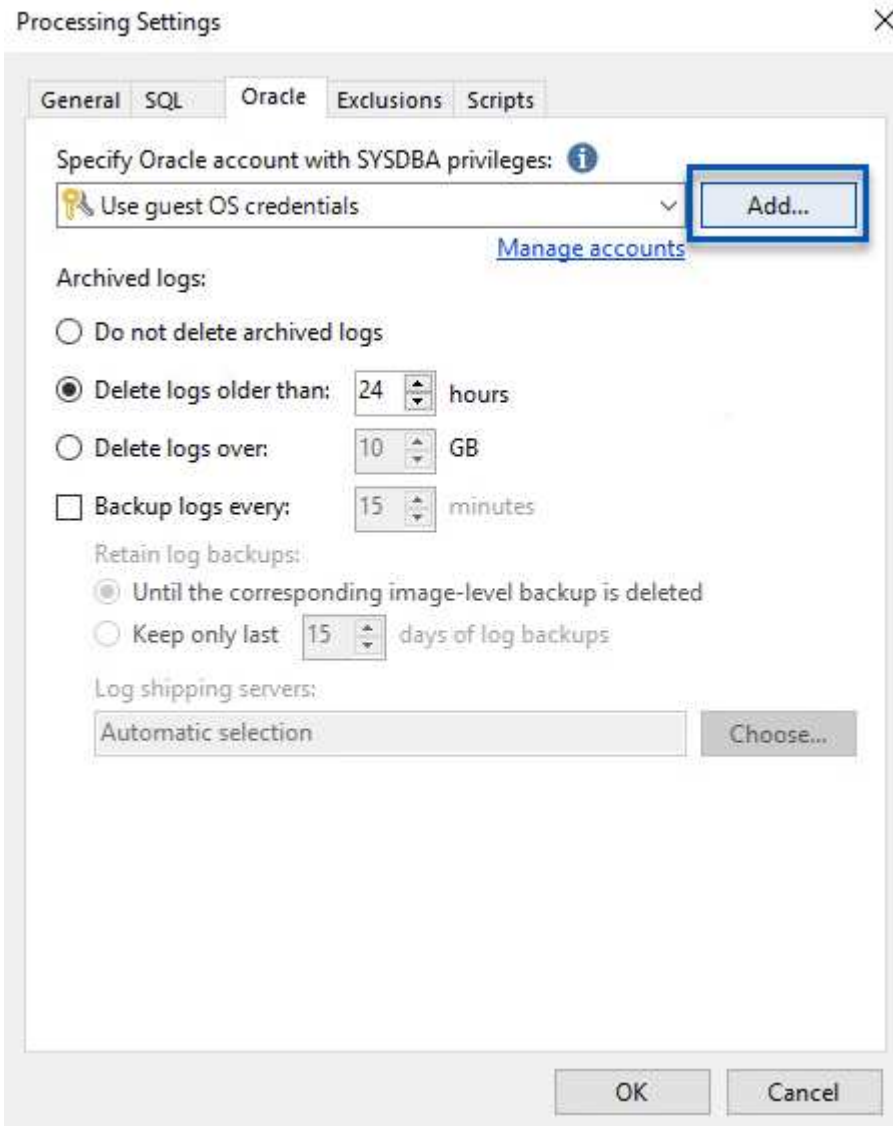 Processing Settings
General SQL Oracle Exclusions Scripts
Specify Oracle account with SYSDBA privileges:
Use guest OS credentials Add...
Manage accounts
Archived logs:
Do not delete archived logs
Delete logs older than: 24 hours
Delete logs over: 10 GB
Backup logs every: 15 minutes
Retain log backups:
Until the corresponding image-level backup is deleted
Keep only last 15 days of log backups
Log shipping servers:
Automatic selection Choose...
OK Cancel